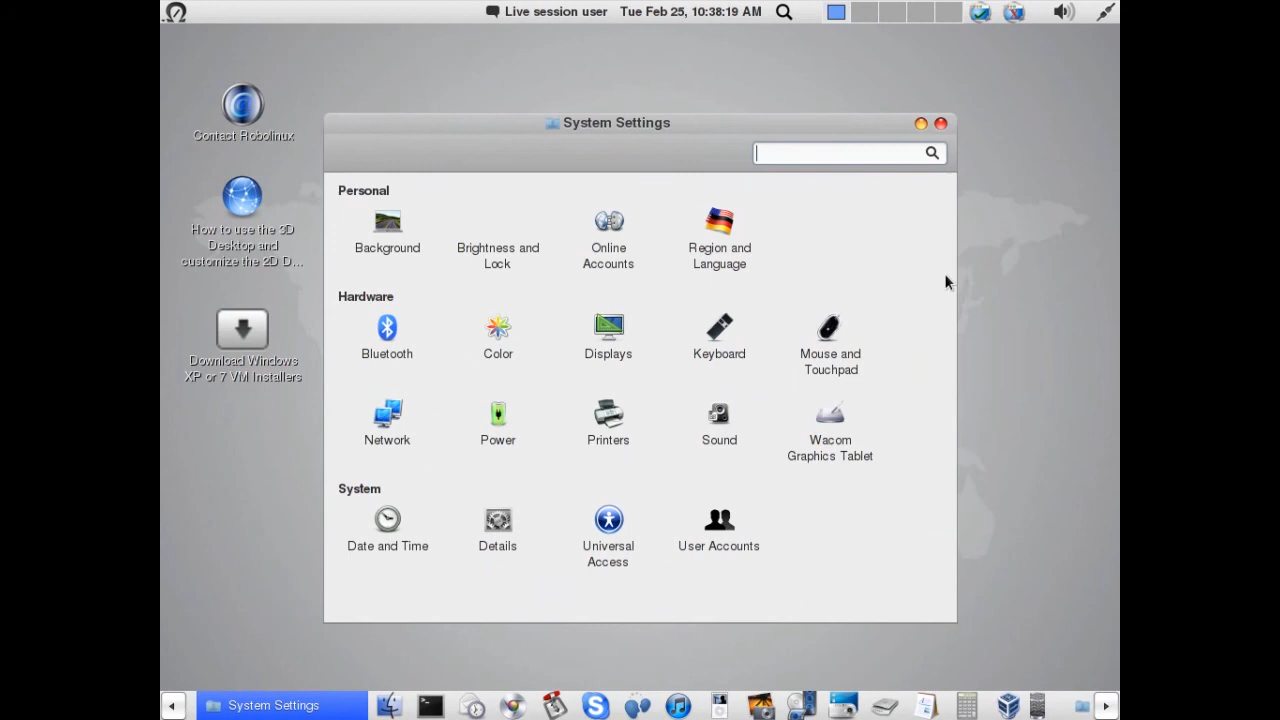 Live session user Tue Feb 25, 10:38:19 AM
Contact Robolinux
How to use the 3D
Desktop and
customize the 2D D...
Download Windows
XP or 7 VM Installers
System Settings
Personal
Background
Brightness and
Lock
Online
Accounts
Region and
Language
Hardware
Bluetooth
Color
Displays
Keyboard
Mouse and
Touchpad
Network
Power
Printers
Sound
Wacom
Graphics Tablet
System
Date and Time
Details
Universal
Access
User Accounts
System Settings